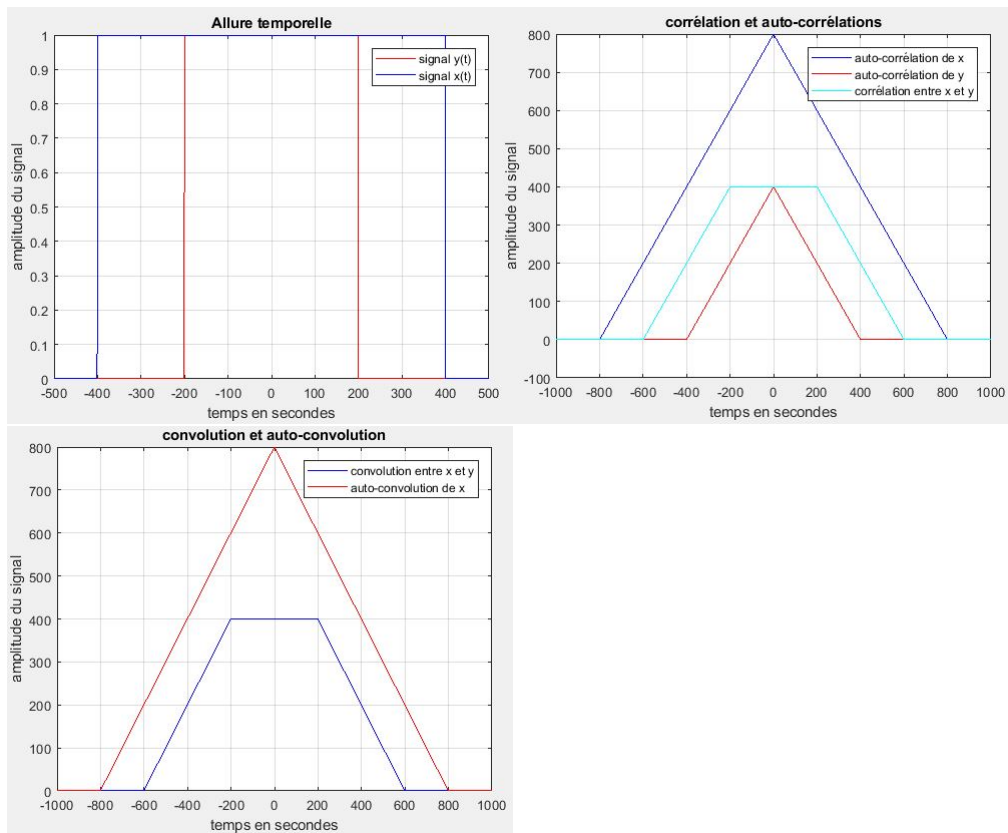 Allure temporelle
1
0.9
0.8
0.7
0.6
0.5
0.4
0.3
0.2
0.1
0
amplitude du signal
signal y(t)
signal x(t)
-500 -400 -300 -200 -100 0 100 200 300 400 500
temps en secondes
corrélation et auto-corrélations
800
700
600
500
400
300
200
100
0
-100
amplitude du signal
auto-corrélation de x
auto-corrélation de y
corrélation entre x et y
-1000 -800 -600 -400 -200 0 200 400 600 800 1000
temps en secondes
convolution et auto-convolution
800
700
600
500
400
300
200
100
0
amplitude du signal
convolution entre x et y
auto-convolution de x
-1000 -800 -600 -400 -200 0 200 400 600 800 1000
temps en secondes